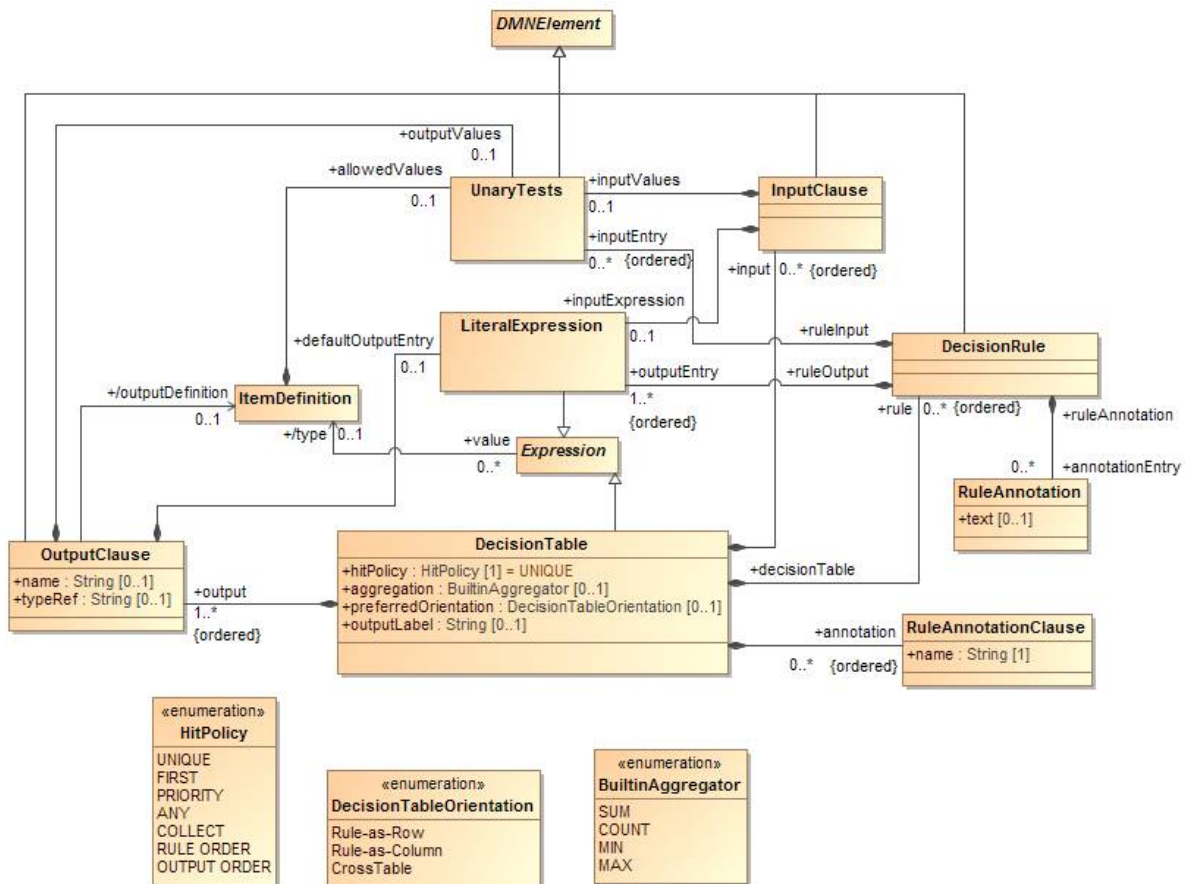 DMNElement
+outputValues
0..1
+allowedValues
0..1
UnaryTests
+inputValues
0..1
InputClause
+inputEntry
0..* {ordered}
+input 0..* {ordered}
+inputExpression
0..1
LiteralExpression
+defaultOutputEntry
0..1
+ruleInput
DecisionRule
+outputEntry
1..*
{ordered}
+ruleOutput
+rule 0..* {ordered}
+/outputDefinition
0..1
ItemDefinition
+/type 0..1
+value
0..*
Expression
+ruleAnnotation
0..*
+annotationEntry
RuleAnnotation
+text [0..1]
OutputClause
+name : String [0..1]
+typeRef : String [0..1]
+output
1..*
{ordered}
DecisionTable
+hitPolicy : HitPolicy [1] = UNIQUE
+aggregation : BuiltinAggregator [0..1]
+preferredOrientation : DecisionTableOrientation [0..1]
+outputLabel : String [0..1]
+decisionTable
+annotation
0..* {ordered}
RuleAnnotationClause
+name : String [1]
«enumeration»
HitPolicy
UNIQUE
FIRST
PRIORITY
ANY
COLLECT
RULE ORDER
OUTPUT ORDER
«enumeration»
DecisionTableOrientation
Rule-as-Row
Rule-as-Column
CrossTable
«enumeration»
BuiltinAggregator
SUM
COUNT
MIN
MAX